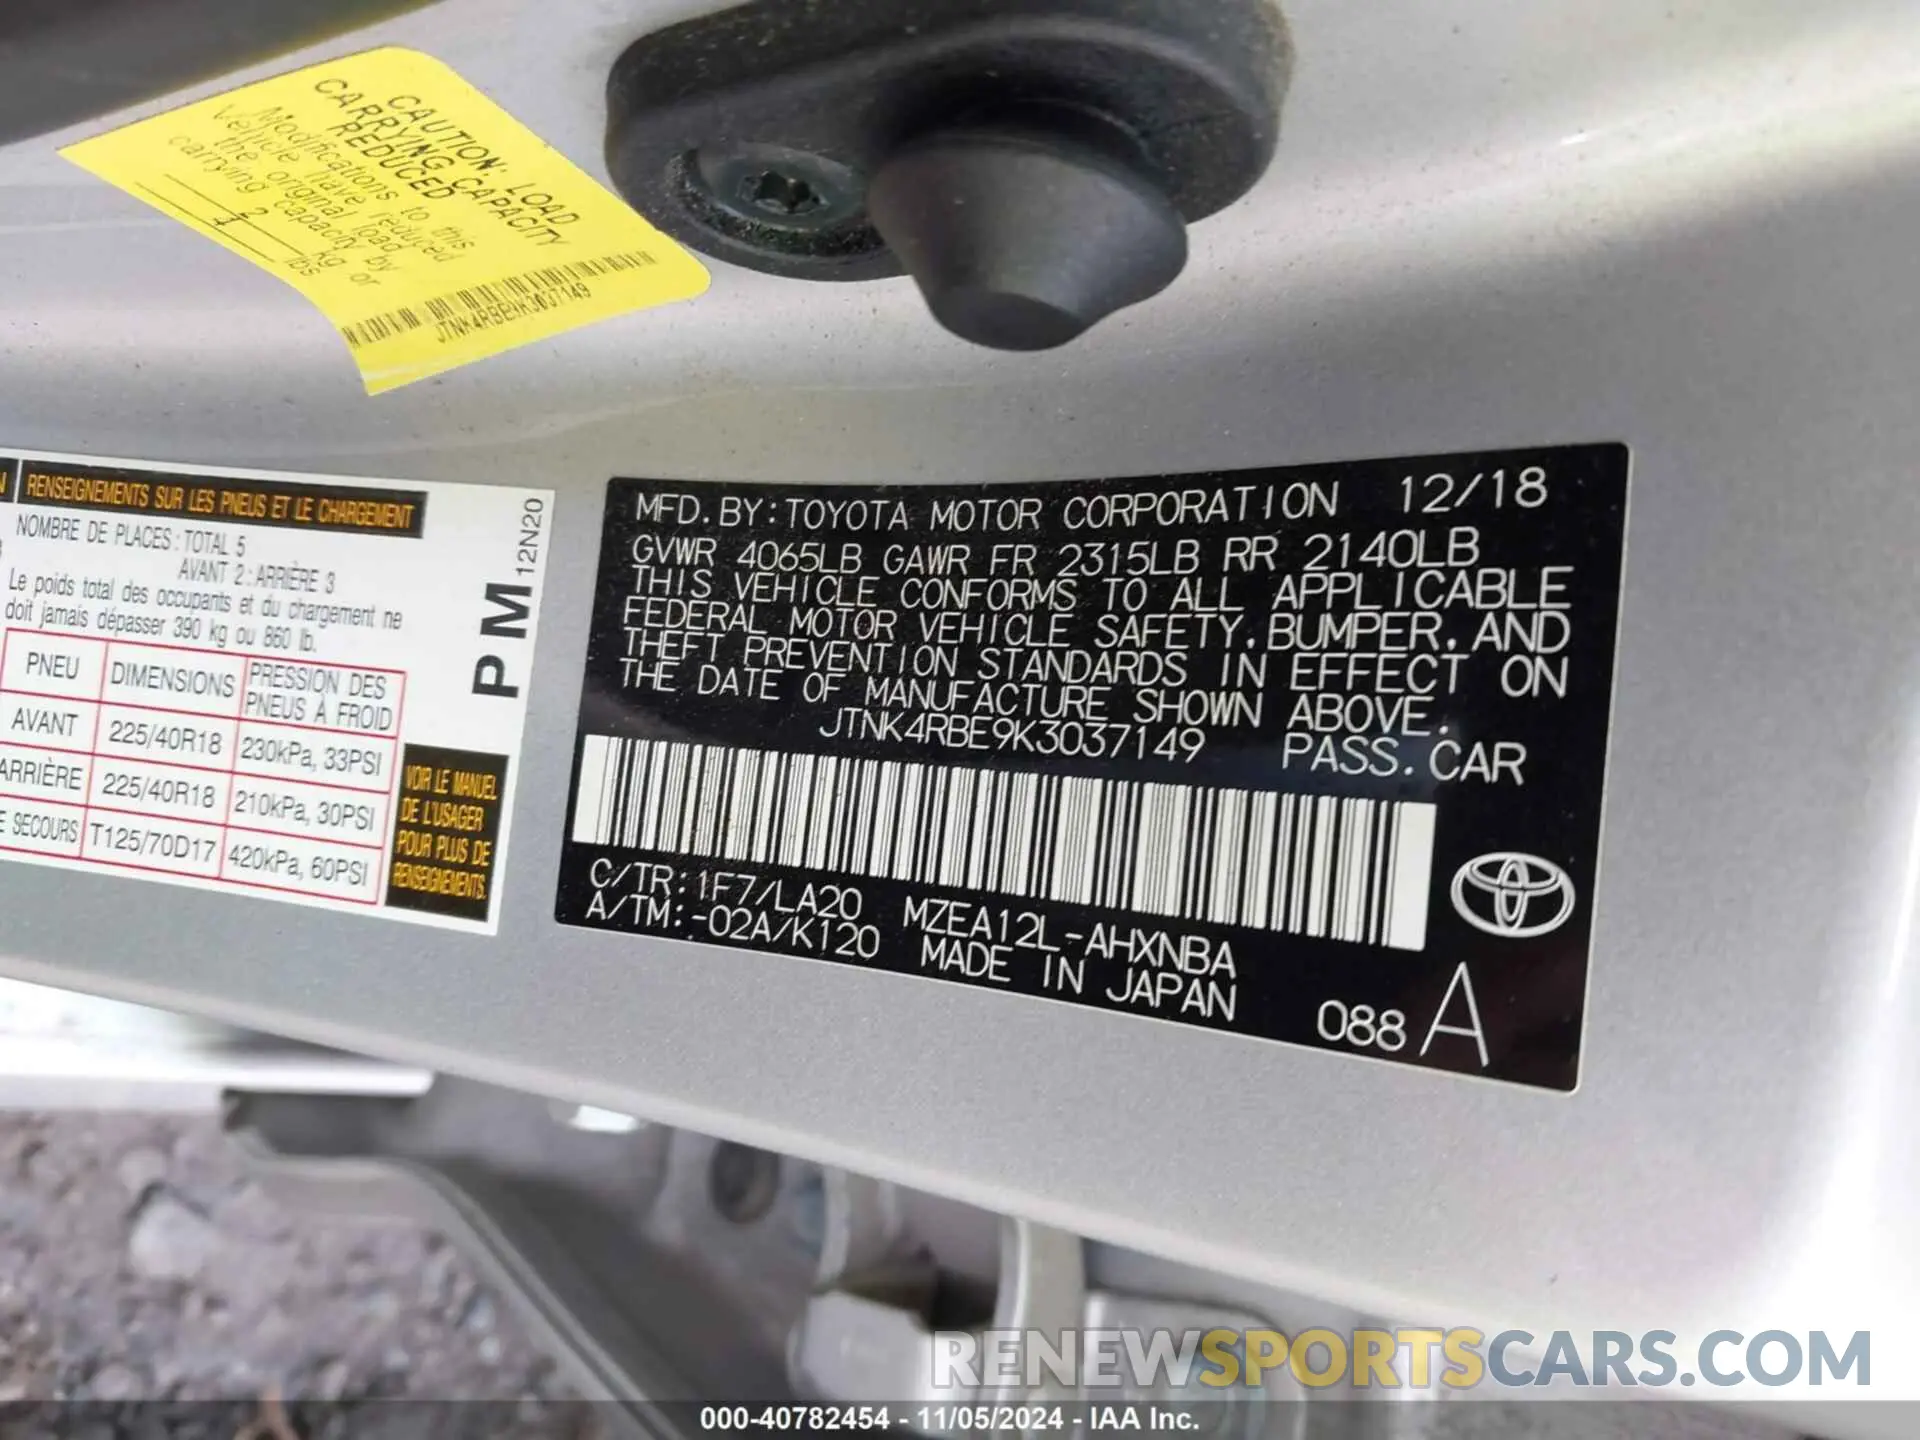 CAUTION: LOAD
CARRYING CAPACITY
REDUCED
Modifications to this
vehicle have reduced
the original load
carrying capacity by
2 kg or
4 lbs
JTNK4RBE9K3037149
N
RENSEIGNEMENTS SUR LES PNEUS ET LE CHARGEMENT
NOMBRE DE PLACES : TOTAL 5
AVANT 2 : ARRIÈRE 3
Le poids total des occupants et du chargement ne
doit jamais dépasser 390 kg ou 860 lb.
PNEU DIMENSIONS PRESSION DES PNEUS À FROID
AVANT 225/40R18 230kPa, 33PSI
ARRIÈRE 225/40R18 210kPa, 30PSI
E SECOURS T125/70D17 420kPa, 60PSI
PM 12N20
VOIR LE MANUEL
DE L'USAGER
POUR PLUS DE
RENSEIGNEMENTS.
MFD. BY: TOYOTA MOTOR CORPORATION 12/18
GVWR 4065LB GAWR FR 2315LB RR 2140LB
THIS VEHICLE CONFORMS TO ALL APPLICABLE
FEDERAL MOTOR VEHICLE SAFETY, BUMPER, AND
THEFT PREVENTION STANDARDS IN EFFECT ON
THE DATE OF MANUFACTURE SHOWN ABOVE.
JTNK4RBE9K3037149 PASS. CAR
C/TR: 1F7/LA20 MZEA12L-AHXNBA
A/TM: -02A/K120 MADE IN JAPAN
088 A
RENEWSPORTSCARS.COM
000-40782454 - 11/05/2024 - IAA Inc.